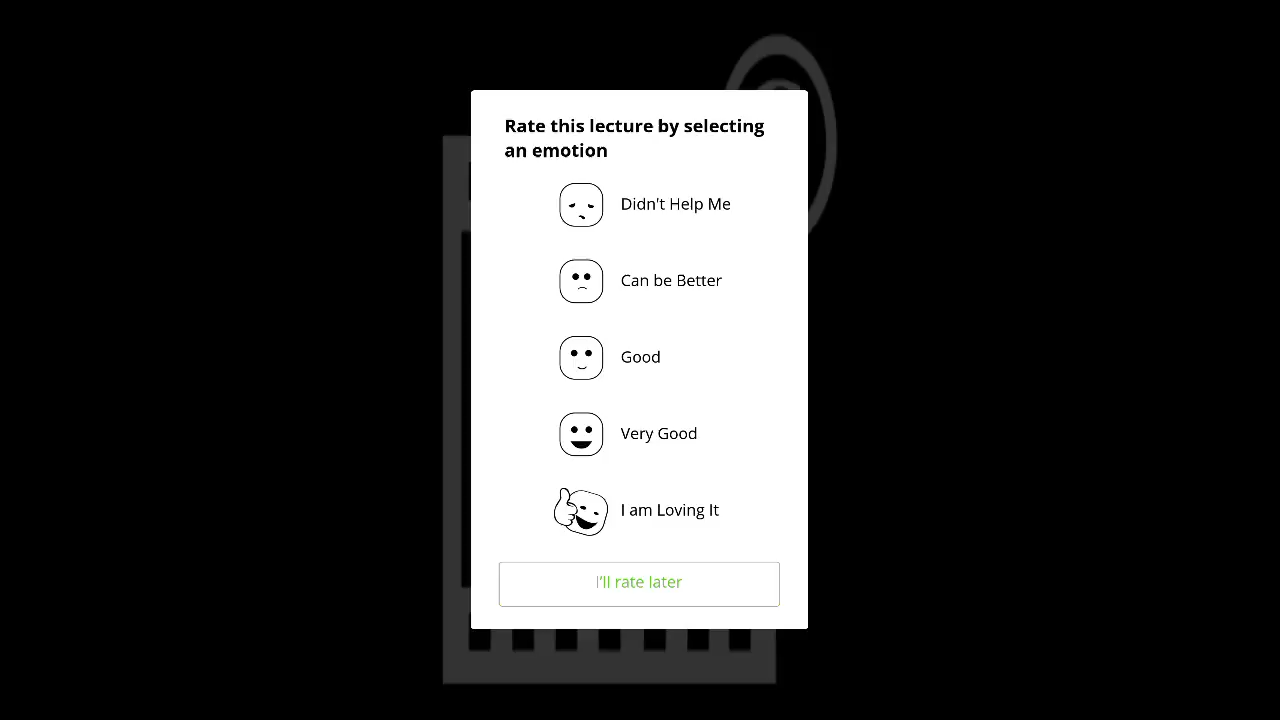 Rate this lecture by selecting
an emotion
Didn't Help Me
Can be Better
Good
Very Good
I am Loving It
I'll rate later